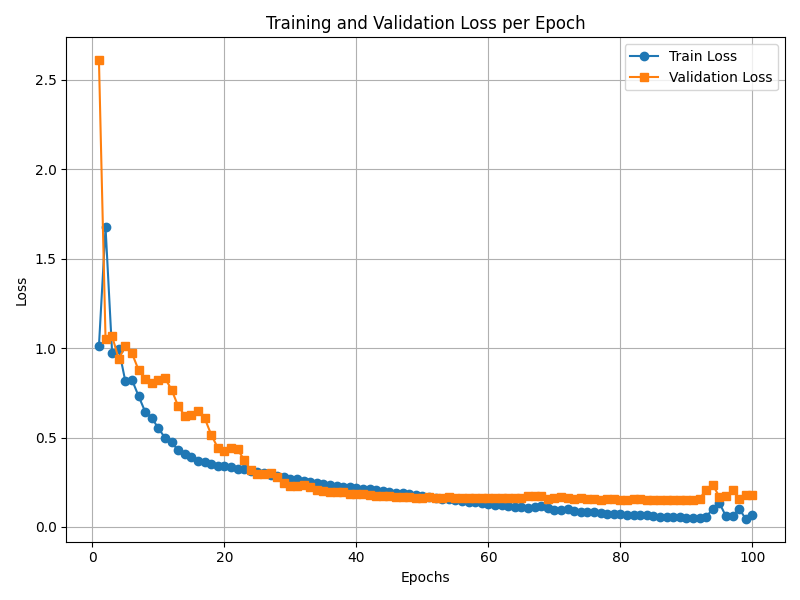 Training and Validation Loss per Epoch
Train Loss
Validation Loss
Loss
2.5
2.0
1.5
1.0
0.5
0.0
0 20 40 60 80 100
Epochs